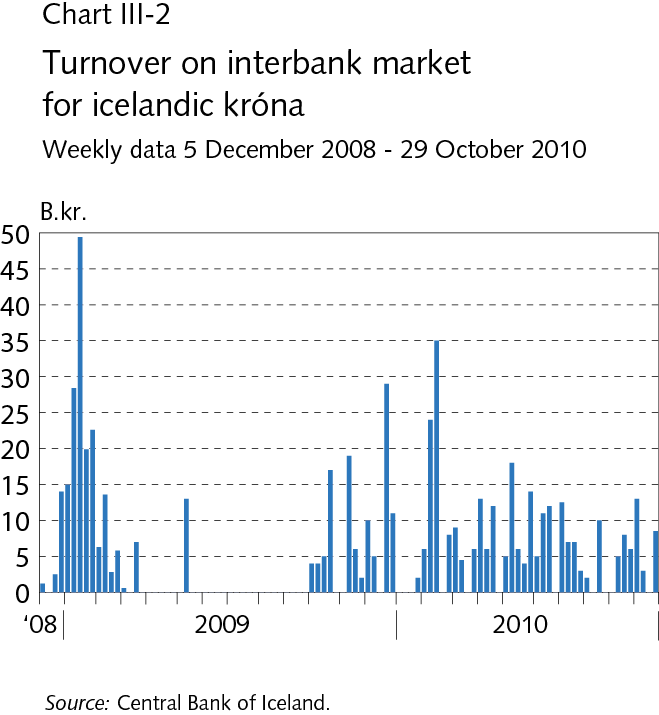 Chart III-2
Turnover on interbank market
for icelandic króna
Weekly data 5 December 2008 - 29 October 2010
B.kr.
50
45
40
35
30
25
20
15
10
5
0
‘08 2009 2010
Source: Central Bank of Iceland.